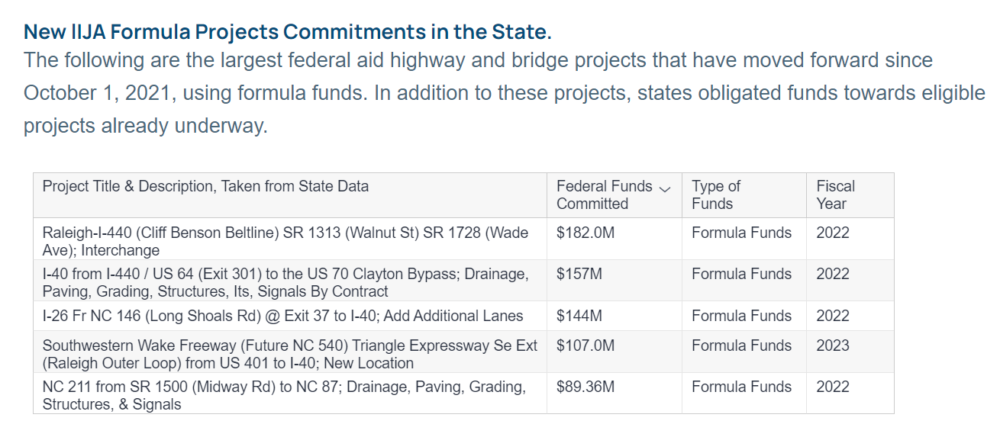 New IIJA Formula Projects Commitments in the State.
The following are the largest federal aid highway and bridge projects that have moved forward since
October 1, 2021, using formula funds. In addition to these projects, states obligated funds towards eligible
projects already underway.
Project Title & Description, Taken from State Data
Federal Funds
Committed
Type of
Funds
Fiscal
Year
Raleigh-I-440 (Cliff Benson Beltline) SR 1313 (Walnut St) SR 1728 (Wade
Ave); Interchange
$182.0M
Formula Funds
2022
I-40 from I-440 / US 64 (Exit 301) to the US 70 Clayton Bypass; Drainage,
Paving, Grading, Structures, Its, Signals By Contract
$157M
Formula Funds
2022
I-26 Fr NC 146 (Long Shoals Rd) @ Exit 37 to I-40; Add Additional Lanes
$144M
Formula Funds
2022
Southwestern Wake Freeway (Future NC 540) Triangle Expressway Se Ext
(Raleigh Outer Loop) from US 401 to I-40; New Location
$107.0M
Formula Funds
2023
NC 211 from SR 1500 (Midway Rd) to NC 87; Drainage, Paving, Grading,
Structures, & Signals
$89.36M
Formula Funds
2022